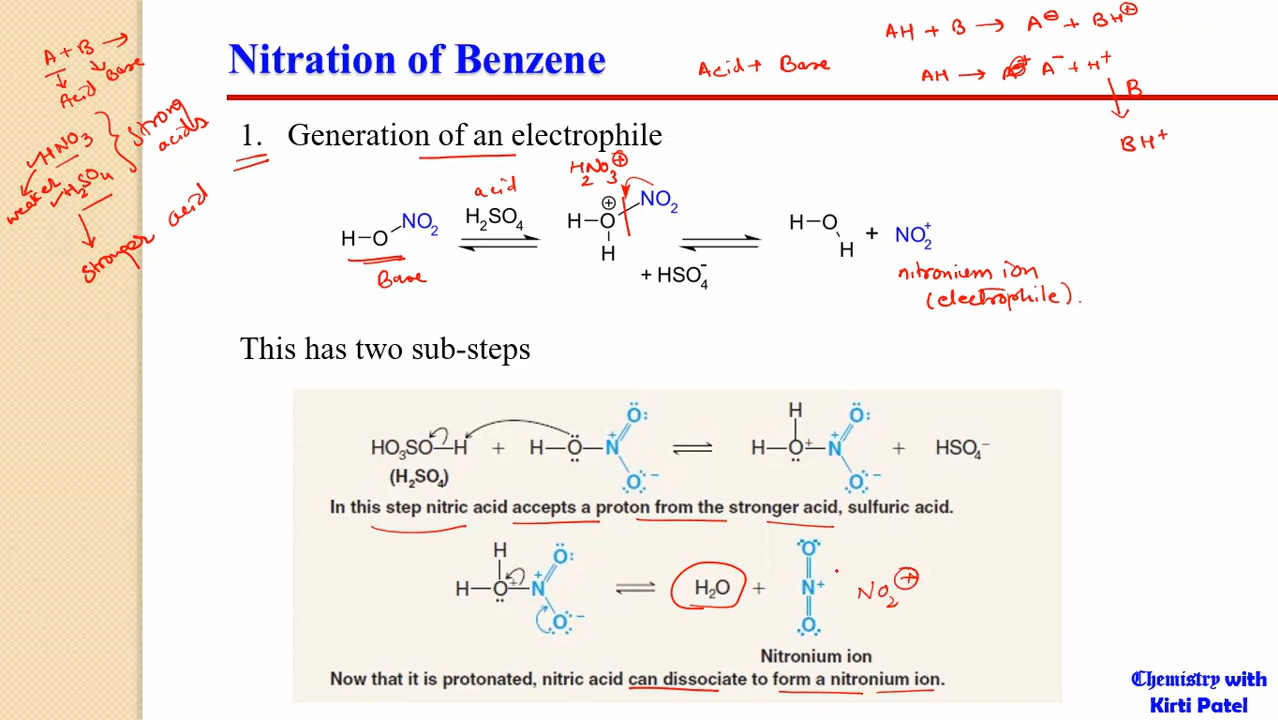 Nitration of Benzene
Acid + Base
AH + B → A⊖ + BH⊕
AH → A⁻ + H⁺
B
BH⁺
A + B →
Acid Base
HNO₃
H₂SO₄
strong acids
weaker
stronger acid
1. Generation of an electrophile
H₂NO₃⊕
acid
H–O NO₂ H₂SO₄ ⇌ H–O⊕ NO₂ ⇌ H–O + NO₂⁺
H H
+ HSO₄⁻
Base
nitronium ion
(electrophile).
This has two sub-steps
H
HO₃SO–H + H–Ö–N⁺ Ö: Ö:⁻ ⇌ H–O⁺–N⁺ Ö: Ö:⁻ + HSO₄⁻
(H₂SO₄)
In this step nitric acid accepts a proton from the stronger acid, sulfuric acid.
H
H–O⁺–N⁺ Ö: Ö:⁻ ⇌ H₂O + O=N⁺=O NO₂⊕
Nitronium ion
Now that it is protonated, nitric acid can dissociate to form a nitronium ion.
Chemistry with
Kirti Patel